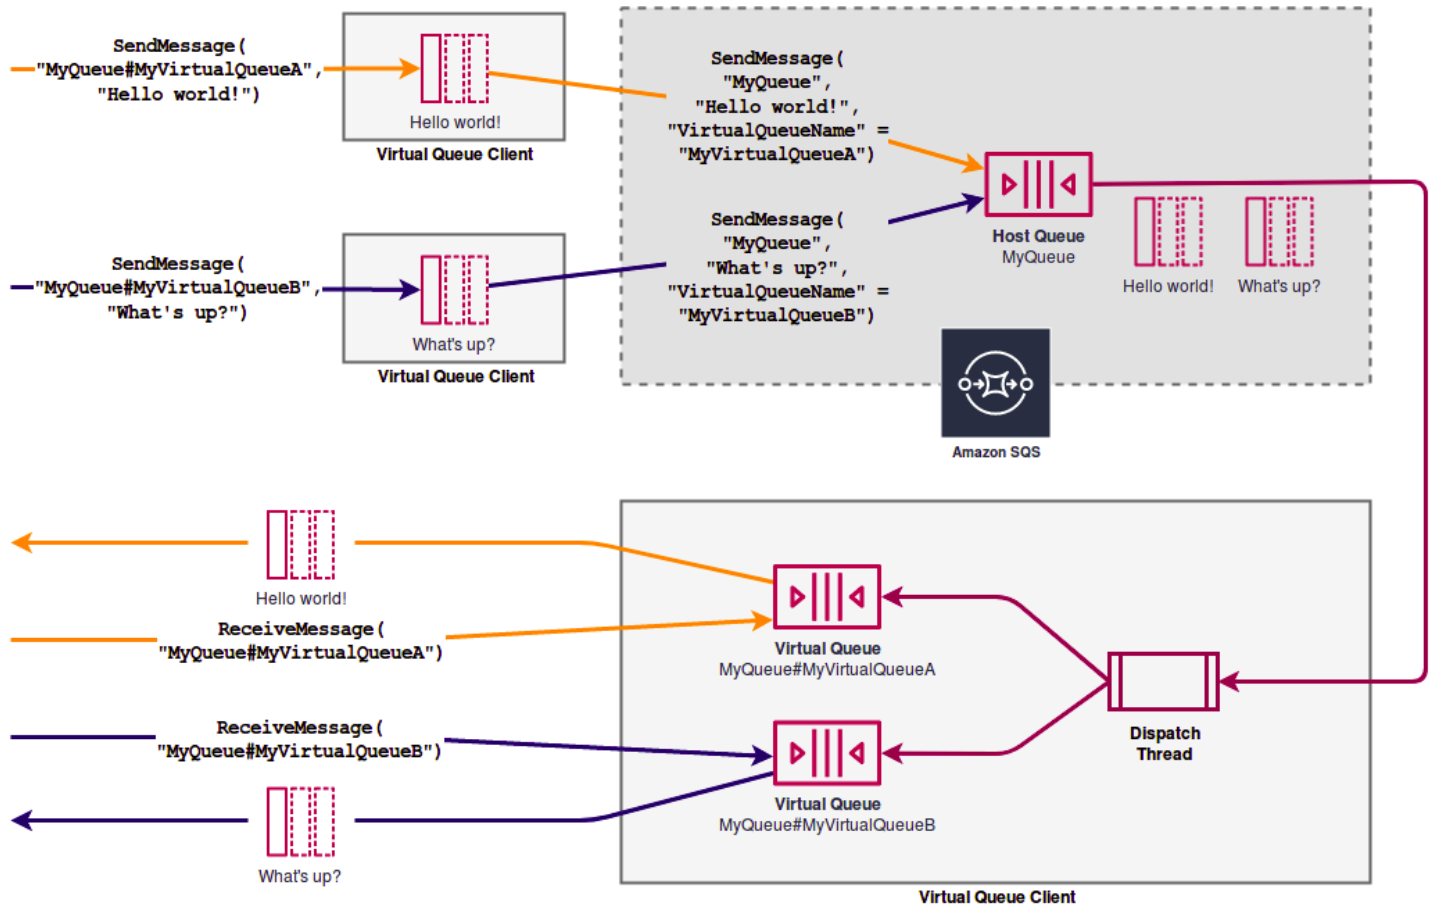 SendMessage(
"MyQueue#MyVirtualQueueA",
"Hello world!")
Hello world!
Virtual Queue Client
SendMessage(
"MyQueue",
"Hello world!",
"VirtualQueueName" =
"MyVirtualQueueA")
SendMessage(
"MyQueue#MyVirtualQueueB",
"What's up?")
What's up?
Virtual Queue Client
SendMessage(
"MyQueue",
"What's up?",
"VirtualQueueName" =
"MyVirtualQueueB")
Host Queue
MyQueue
Hello world!
What's up?
Amazon SQS
Hello world!
ReceiveMessage(
"MyQueue#MyVirtualQueueA")
Virtual Queue
MyQueue#MyVirtualQueueA
ReceiveMessage(
"MyQueue#MyVirtualQueueB")
What's up?
Virtual Queue
MyQueue#MyVirtualQueueB
Dispatch
Thread
Virtual Queue Client